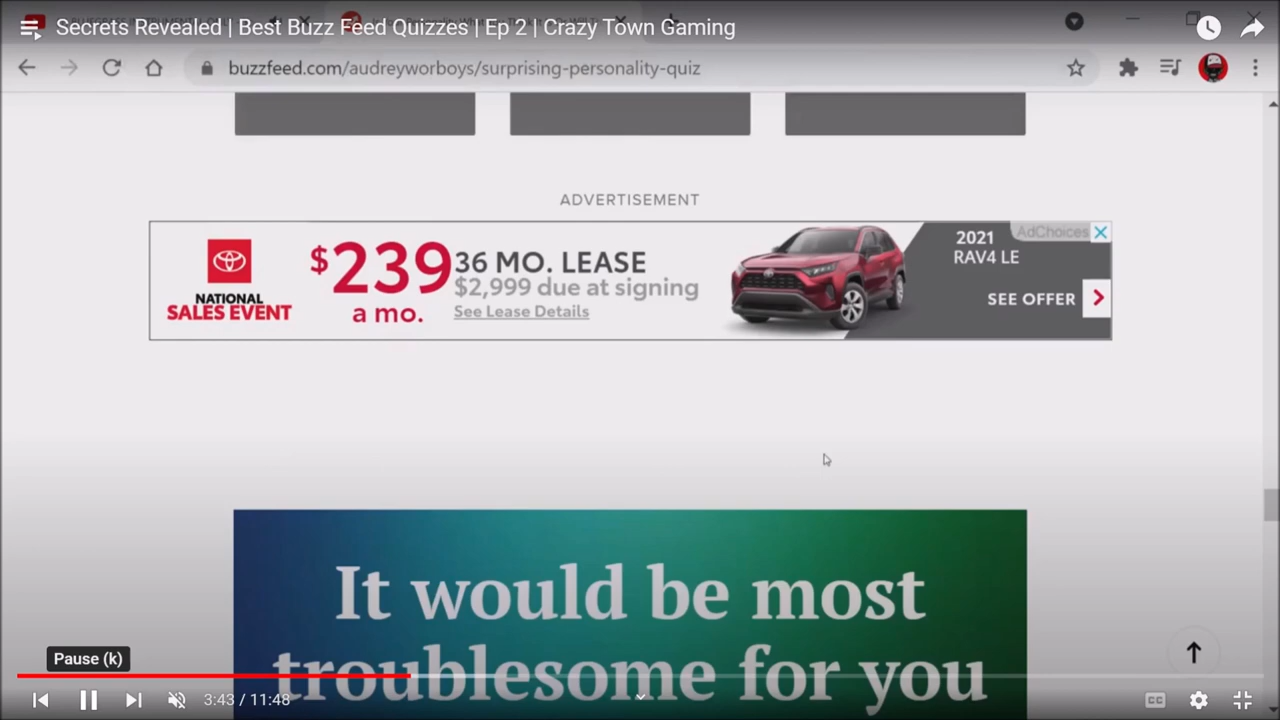 Secrets Revealed | Best Buzz Feed Quizzes | Ep 2 | Crazy Town Gaming
buzzfeed.com/audreyworboys/surprising-personality-quiz
ADVERTISEMENT
NATIONAL
SALES EVENT
$239
a mo.
36 MO. LEASE
$2,999 due at signing
See Lease Details
2021
RAV4 LE
AdChoices
SEE OFFER
It would be most
troublesome for you
Pause (k)
3:43 / 11:48
CC